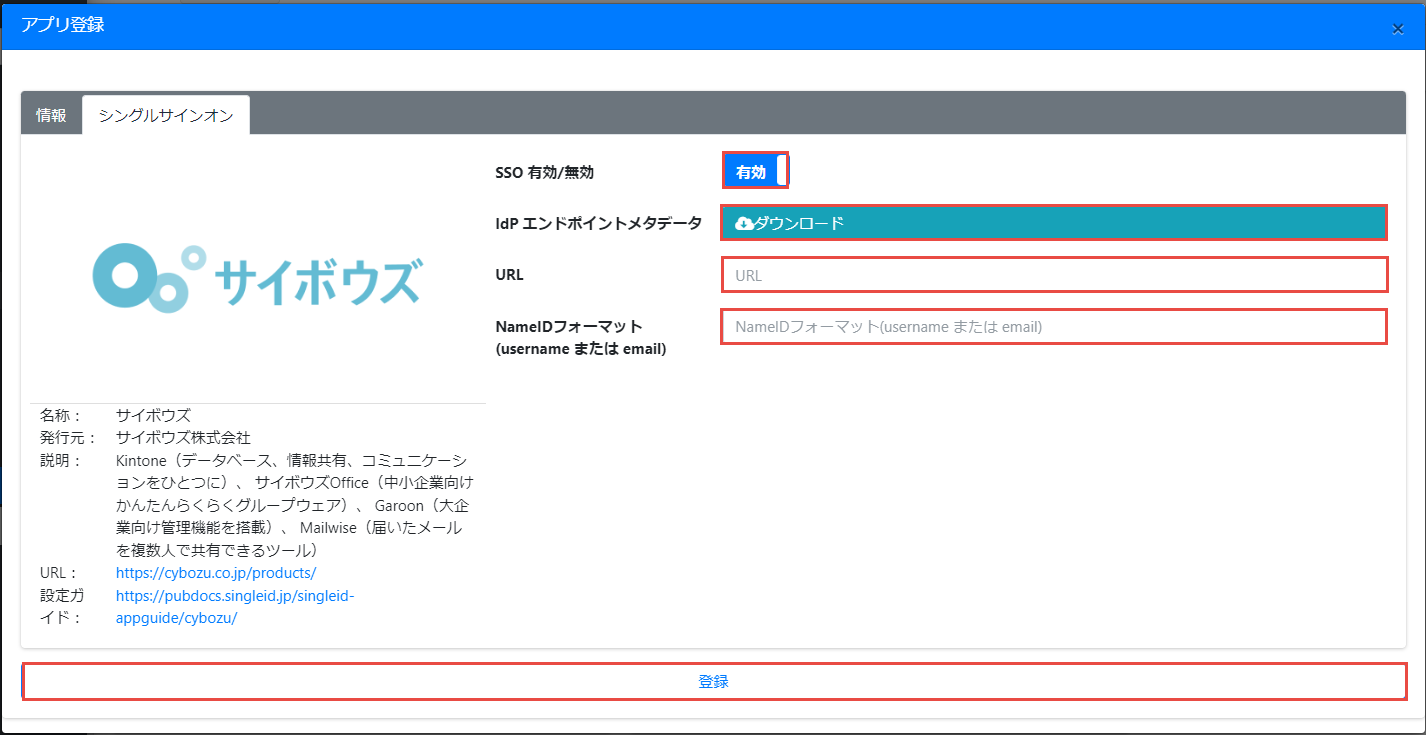 アプリ登録
×
情報
シングルサインオン
SSO 有効/無効
有効
IdP エンドポイントメタデータ
ダウンロード
URL
URL
NameIDフォーマット
(username または email)
NameIDフォーマット(username または email)
サイボウズ
名称： サイボウズ
発行元： サイボウズ株式会社
説明： Kintone（データベース、情報共有、コミュニケーシ
ョンをひとつに）、 サイボウズOffice（中小企業向け
かんたんらくらくグループウェア）、 Garoon（大企
業向け管理機能を搭載）、 Mailwise（届いたメール
を複数人で共有できるツール）
URL： https://cybozu.co.jp/products/
設定ガ https://pubdocs.singleid.jp/singleid-
イド： appguide/cybozu/
登録